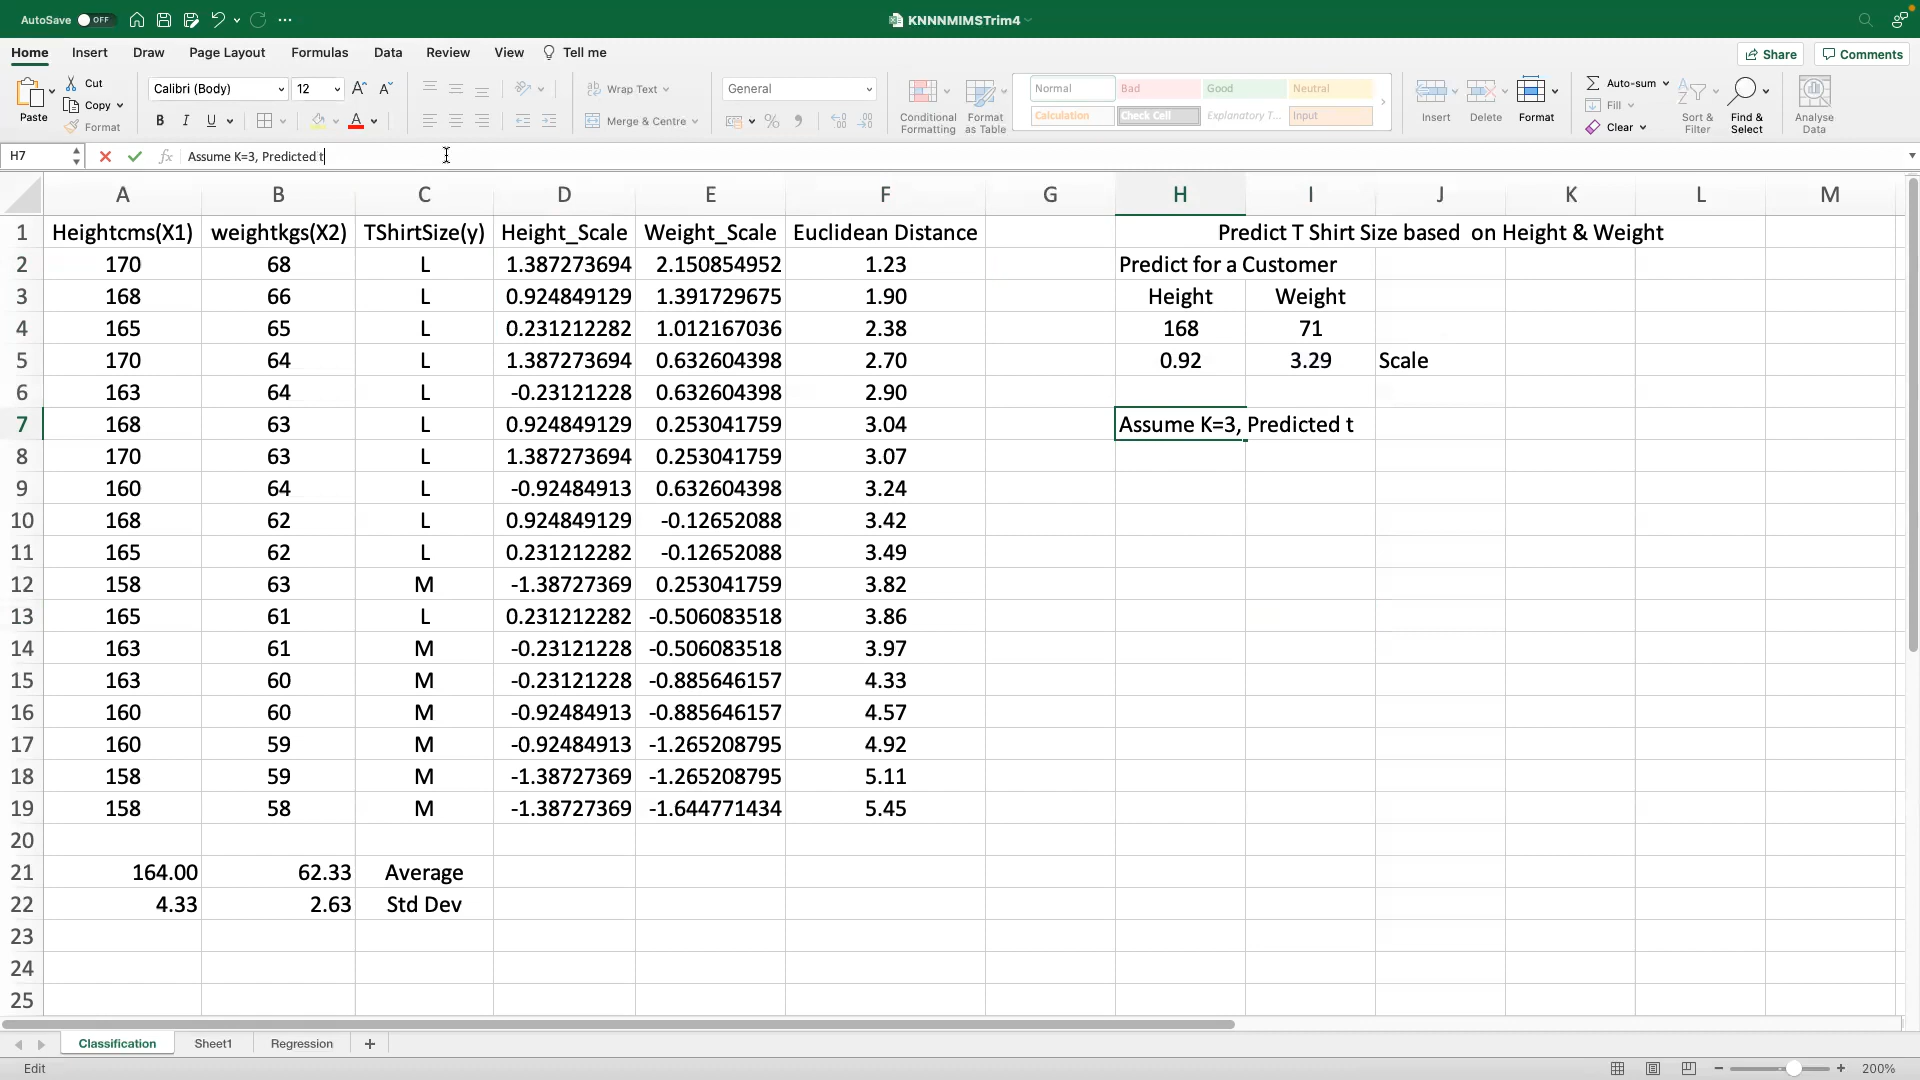 AutoSave OFF
KNNNMIMSTrim4
Home Insert Draw Page Layout Formulas Data Review View Tell me
Share Comments
Paste Cut Copy Format
Calibri (Body) 12
B I U A
Wrap Text
Merge & Centre
General
Conditional Formatting
Format as Table
Normal Bad Good Neutral
Calculation Check Cell Explanatory T... Input
Insert Delete Format
Auto-sum
Fill
Clear
Sort & Filter
Find & Select
Analyse Data
H7 fx Assume K=3, Predicted t
A B C D E F G H I J K L M
1 Heightcms(X1) weightkgs(X2) TShirtSize(y) Height_Scale Weight_Scale Euclidean Distance Predict T Shirt Size based on Height & Weight
2 170 68 L 1.387273694 2.150854952 1.23 Predict for a Customer
3 168 66 L 0.924849129 1.391729675 1.90 Height Weight
4 165 65 L 0.231212282 1.012167036 2.38 168 71
5 170 64 L 1.387273694 0.632604398 2.70 0.92 3.29 Scale
6 163 64 L -0.23121228 0.632604398 2.90
7 168 63 L 0.924849129 0.253041759 3.04 Assume K=3, Predicted t
8 170 63 L 1.387273694 0.253041759 3.07
9 160 64 L -0.92484913 0.632604398 3.24
10 168 62 L 0.924849129 -0.12652088 3.42
11 165 62 L 0.231212282 -0.12652088 3.49
12 158 63 M -1.38727369 0.253041759 3.82
13 165 61 L 0.231212282 -0.506083518 3.86
14 163 61 M -0.23121228 -0.506083518 3.97
15 163 60 M -0.23121228 -0.885646157 4.33
16 160 60 M -0.92484913 -0.885646157 4.57
17 160 59 M -0.92484913 -1.265208795 4.92
18 158 59 M -1.38727369 -1.265208795 5.11
19 158 58 M -1.38727369 -1.644771434 5.45
20
21 164.00 62.33 Average
22 4.33 2.63 Std Dev
23
24
25
Classification Sheet1 Regression
Edit 200%